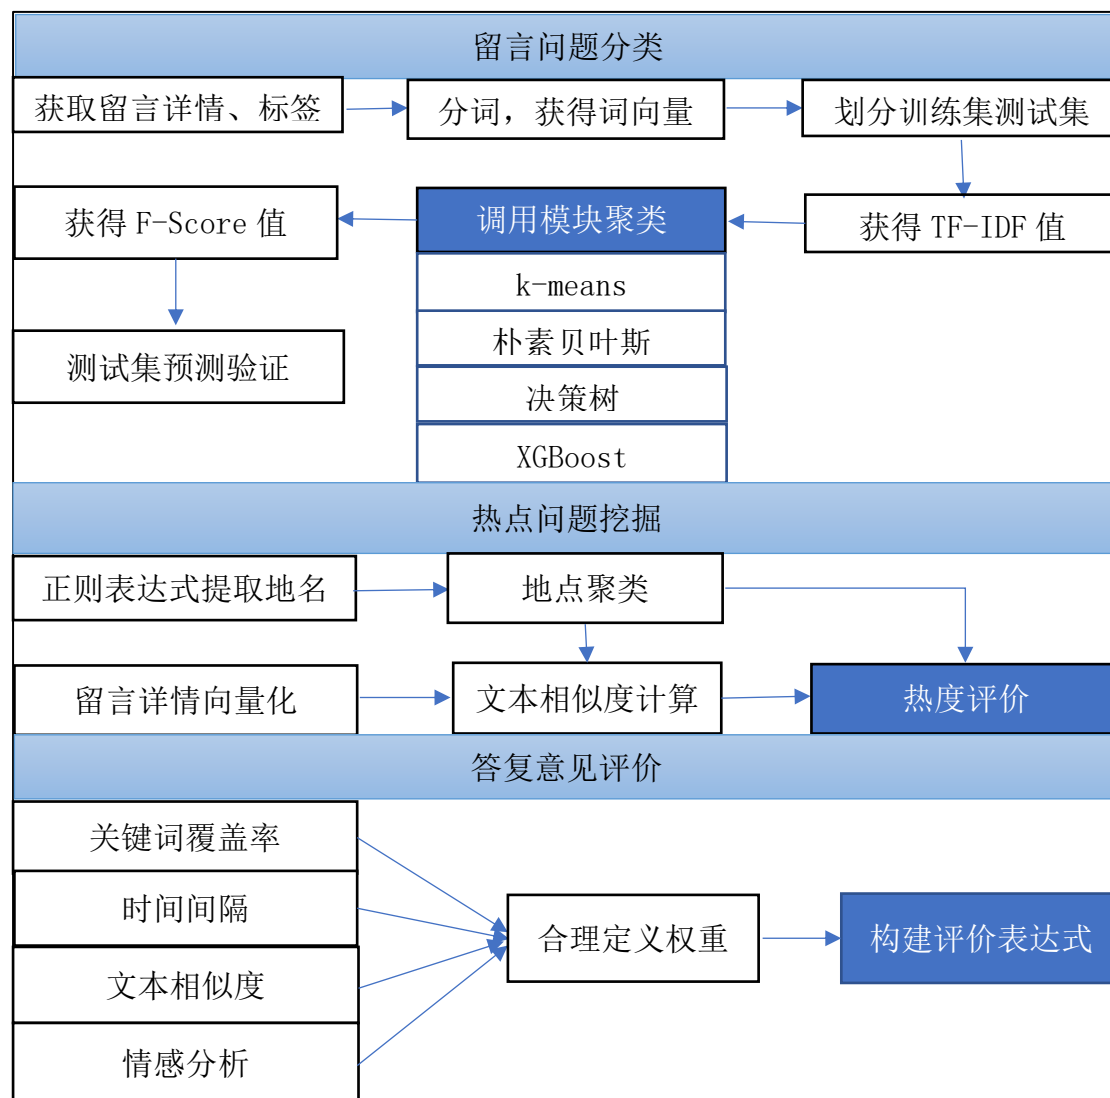 留言问题分类
获取留言详情、标签
分词，获得词向量
划分训练集测试集
获得 F-Score 值
调用模块聚类
获得 TF-IDF 值
k-means
朴素贝叶斯
测试集预测验证
决策树
XGBoost
热点问题挖掘
正则表达式提取地名
地点聚类
留言详情向量化
文本相似度计算
热度评价
答复意见评价
关键词覆盖率
时间间隔
合理定义权重
构建评价表达式
文本相似度
情感分析